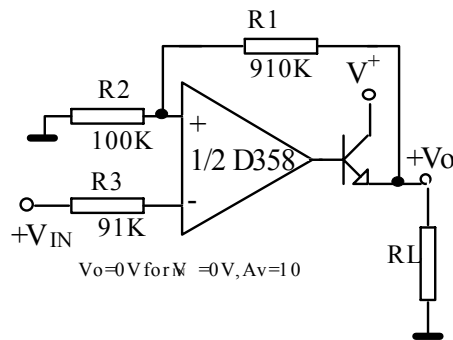 R1
910K
V+
R2
100K
+
1/2 D358
+Vo
R3
91K
-
+VIN
RL
Vo=0V for =0V, Av=10